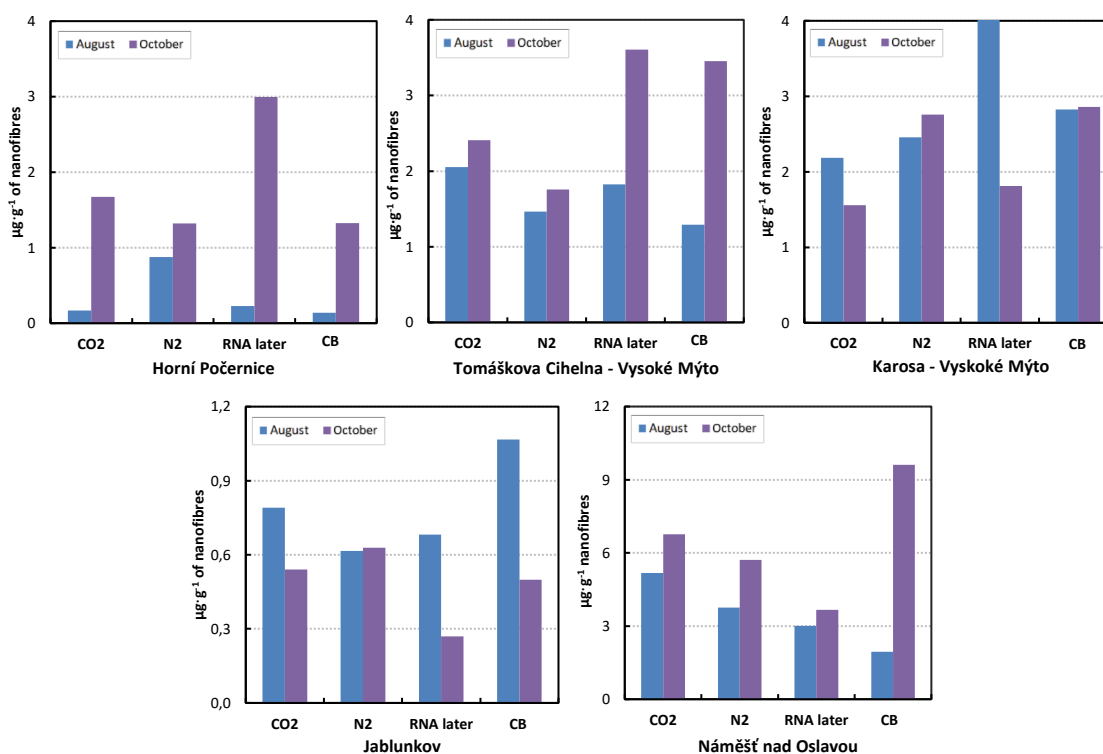 4
3
2
1
0
µg·g⁻¹ of nanofibres
August October
CO2 N2 RNA later CB
Horní Počernice
4
3
2
1
0
µg·g⁻¹ of nanofibres
August October
CO2 N2 RNA later CB
Tomáškova Cihelna - Vysoké Mýto
4
3
2
1
0
µg·g⁻¹ of nanofibres
August October
CO2 N2 RNA later CB
Karosa - Vyskoké Mýto
1,2
0,9
0,6
0,3
0,0
µg·g⁻¹ of nanofibres
August October
CO2 N2 RNA later CB
Jablunkov
12
9
6
3
0
µg·g⁻¹ of nanofibres
August October
CO2 N2 RNA later CB
Náměšť nad Oslavou